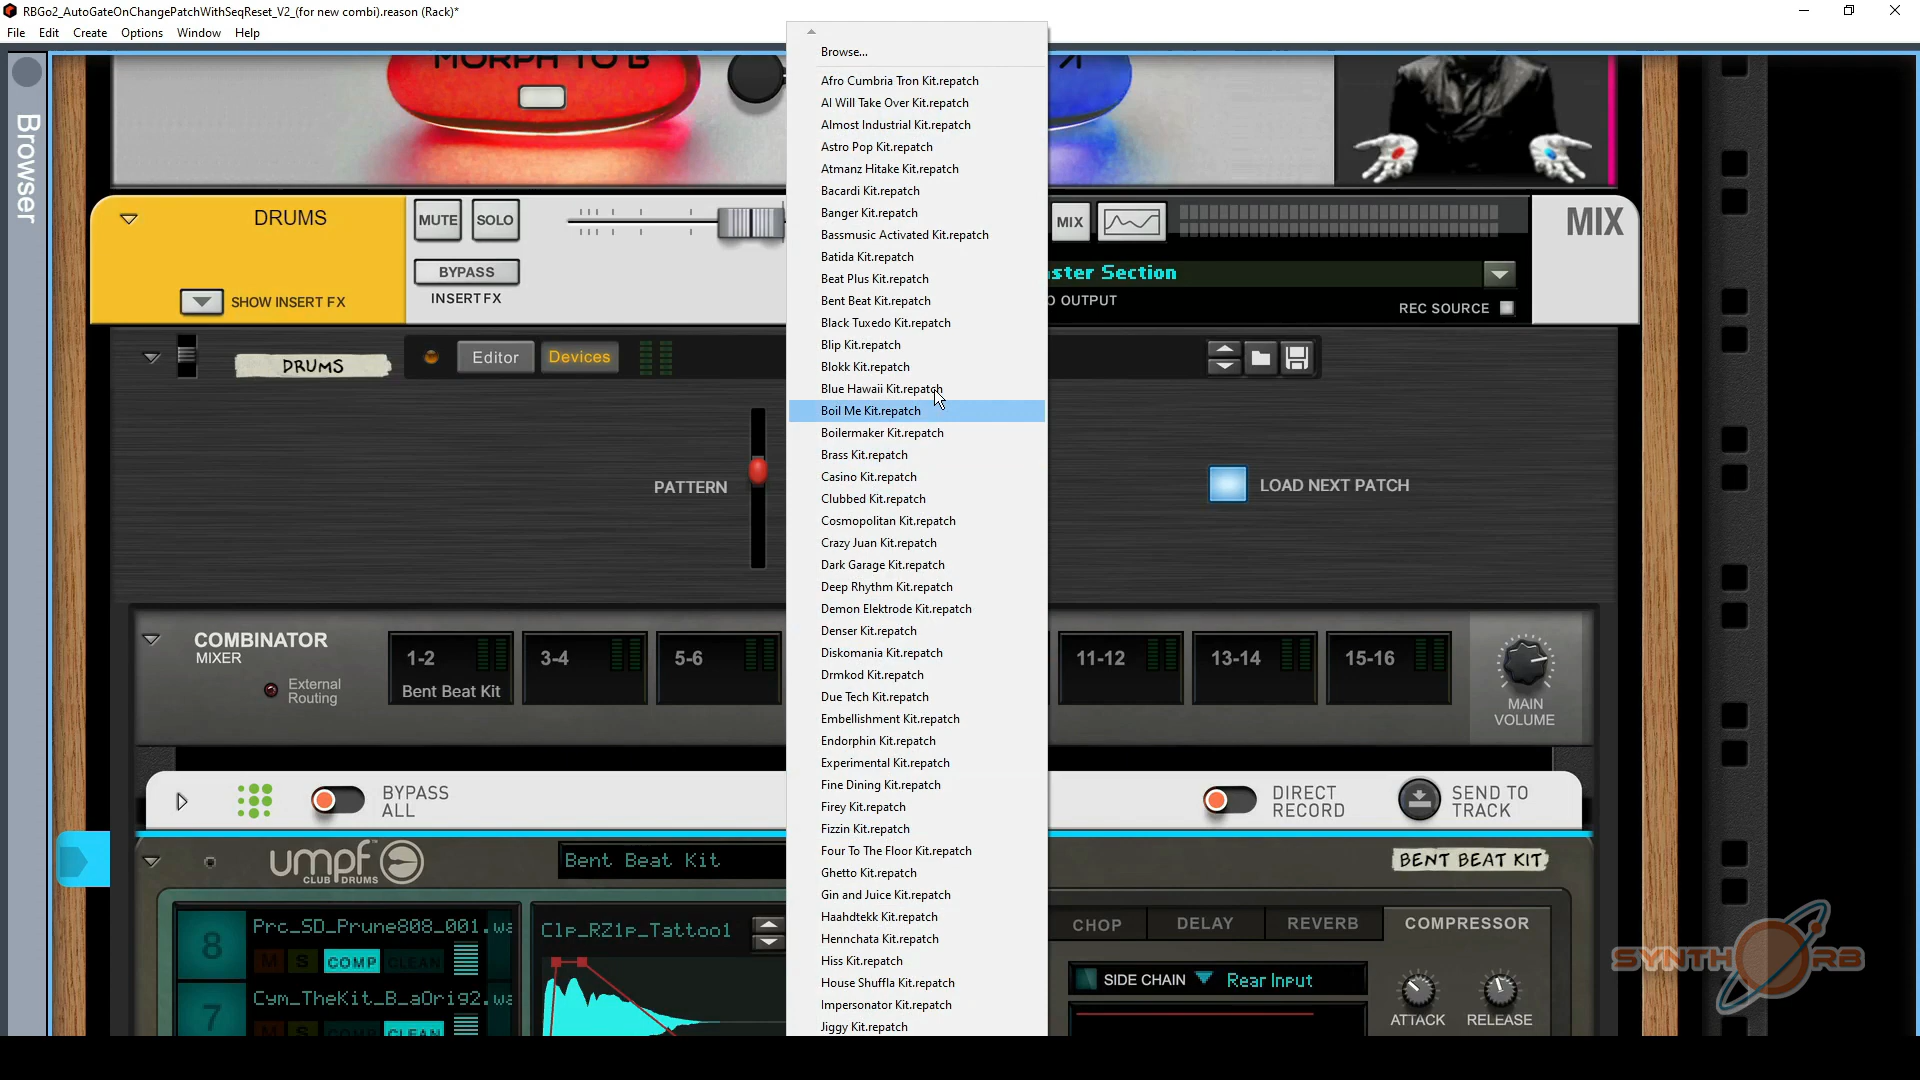 RBGo2_AutoGateOnChangePatchWithSeqReset_V2_(for new combi).reason (Rack)*
File Edit Create Options Window Help
Browser
MORPH TO B
DRUMS
SHOW INSERT FX
MUTE SOLO
BYPASS
INSERT FX
MIX
MIX
ster Section
O OUTPUT
REC SOURCE
DRUMS
Editor
Devices
PATTERN
LOAD NEXT PATCH
COMBINATOR
MIXER
External
Routing
1-2
Bent Beat Kit
3-4
5-6
11-12
13-14
15-16
MAIN
VOLUME
BYPASS
ALL
DIRECT
RECORD
SEND TO
TRACK
umpf
CLUB DRUMS
Bent Beat Kit
BENT BEAT KIT
8
Prc_SD_Prune808_001.wa
M S COMP CLEAN
7
Cym_TheKit_B_aOrig2.wa
M S COMP CLEAN
Clp_RZ1p_Tattoo1
CHOP DELAY REVERB COMPRESSOR
SIDE CHAIN Rear Input
ATTACK RELEASE
SYNTH RB
Browse...
Afro Cumbria Tron Kit.repatch
AI Will Take Over Kit.repatch
Almost Industrial Kit.repatch
Astro Pop Kit.repatch
Atmanz Hitake Kit.repatch
Bacardi Kit.repatch
Banger Kit.repatch
Bassmusic Activated Kit.repatch
Batida Kit.repatch
Beat Plus Kit.repatch
Bent Beat Kit.repatch
Black Tuxedo Kit.repatch
Blip Kit.repatch
Blokk Kit.repatch
Blue Hawaii Kit.repatch
Boil Me Kit.repatch
Boilermaker Kit.repatch
Brass Kit.repatch
Casino Kit.repatch
Clubbed Kit.repatch
Cosmopolitan Kit.repatch
Crazy Juan Kit.repatch
Dark Garage Kit.repatch
Deep Rhythm Kit.repatch
Demon Elektrode Kit.repatch
Denser Kit.repatch
Diskomania Kit.repatch
Drmkod Kit.repatch
Due Tech Kit.repatch
Embellishment Kit.repatch
Endorphin Kit.repatch
Experimental Kit.repatch
Fine Dining Kit.repatch
Firey Kit.repatch
Fizzin Kit.repatch
Four To The Floor Kit.repatch
Ghetto Kit.repatch
Gin and Juice Kit.repatch
Haahdtekk Kit.repatch
Hennchata Kit.repatch
Hiss Kit.repatch
House Shuffla Kit.repatch
Impersonator Kit.repatch
Jiggy Kit.repatch